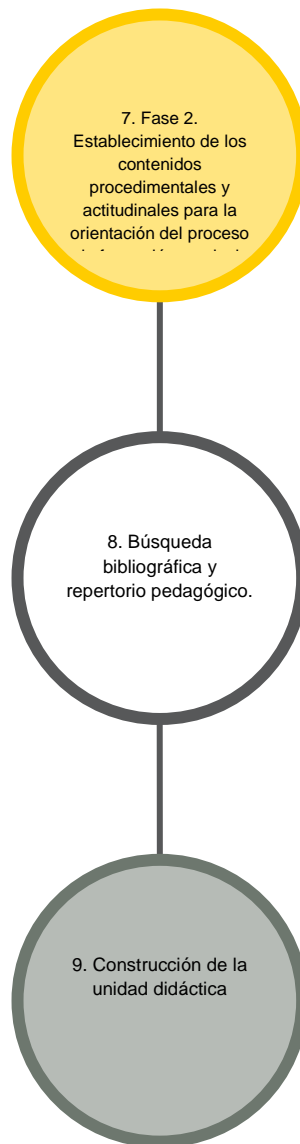 7. Fase 2.
Establecimiento de los
contenidos
procedimentales y
actitudinales para la
orientación del proceso
8. Búsqueda
bibliográfica y
repertorio pedagógico.
9. Construcción de la
unidad didáctica